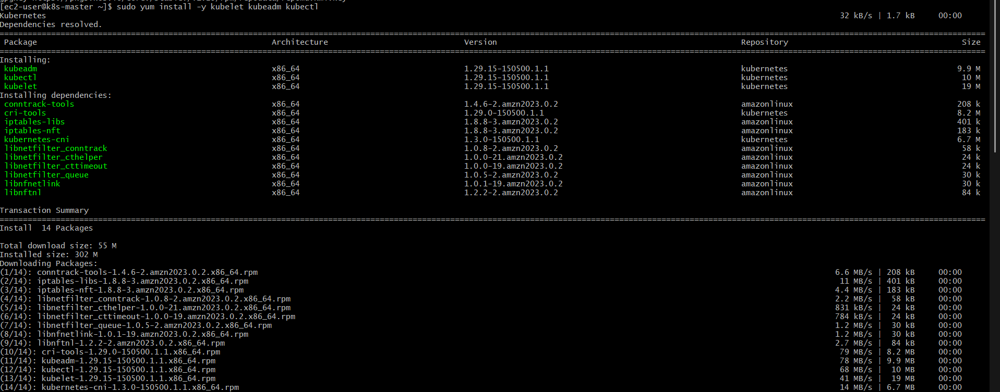 [ec2-user@k8s-master ~]$ sudo yum install -y kubelet kubeadm kubectl
Kubernetes 32 kB/s | 1.7 kB 00:00
Dependencies resolved.
Package Architecture Version Repository Size
Installing:
kubeadm x86_64 1.29.15-150500.1.1 kubernetes 9.9 M
kubectl x86_64 1.29.15-150500.1.1 kubernetes 10 M
kubelet x86_64 1.29.15-150500.1.1 kubernetes 19 M
Installing dependencies:
conntrack-tools x86_64 1.4.6-2.amzn2023.0.2 amazonlinux 208 k
cri-tools x86_64 1.29.0-150500.1.1 kubernetes 8.2 M
iptables-libs x86_64 1.8.8-3.amzn2023.0.2 amazonlinux 401 k
iptables-nft x86_64 1.8.8-3.amzn2023.0.2 amazonlinux 183 k
kubernetes-cni x86_64 1.3.0-150500.1.1 kubernetes 6.7 M
libnetfilter_conntrack x86_64 1.0.8-2.amzn2023.0.2 amazonlinux 58 k
libnetfilter_cthelper x86_64 1.0.0-21.amzn2023.0.2 amazonlinux 24 k
libnetfilter_cttimeout x86_64 1.0.0-19.amzn2023.0.2 amazonlinux 24 k
libnetfilter_queue x86_64 1.0.5-2.amzn2023.0.2 amazonlinux 30 k
libnfnetlink x86_64 1.0.1-19.amzn2023.0.2 amazonlinux 30 k
libnftnl x86_64 1.2.2-2.amzn2023.0.2 amazonlinux 84 k
Transaction Summary
Install 14 Packages
Total download size: 55 M
Installed size: 302 M
Downloading Packages:
(1/14): conntrack-tools-1.4.6-2.amzn2023.0.2.x86_64.rpm 6.6 MB/s | 208 kB 00:00
(2/14): iptables-libs-1.8.8-3.amzn2023.0.2.x86_64.rpm 11 MB/s | 401 kB 00:00
(3/14): iptables-nft-1.8.8-3.amzn2023.0.2.x86_64.rpm 4.4 MB/s | 183 kB 00:00
(4/14): libnetfilter_conntrack-1.0.8-2.amzn2023.0.2.x86_64.rpm 2.2 MB/s | 58 kB 00:00
(5/14): libnetfilter_cthelper-1.0.0-21.amzn2023.0.2.x86_64.rpm 831 kB/s | 24 kB 00:00
(6/14): libnetfilter_cttimeout-1.0.0-19.amzn2023.0.2.x86_64.rpm 784 kB/s | 24 kB 00:00
(7/14): libnetfilter_queue-1.0.5-2.amzn2023.0.2.x86_64.rpm 1.2 MB/s | 30 kB 00:00
(8/14): libnfnetlink-1.0.1-19.amzn2023.0.2.x86_64.rpm 1.2 MB/s | 30 kB 00:00
(9/14): libnftnl-1.2.2-2.amzn2023.0.2.x86_64.rpm 2.7 MB/s | 84 kB 00:00
(10/14): cri-tools-1.29.0-150500.1.1.x86_64.rpm 79 MB/s | 8.2 MB 00:00
(11/14): kubeadm-1.29.15-150500.1.1.x86_64.rpm 78 MB/s | 9.9 MB 00:00
(12/14): kubectl-1.29.15-150500.1.1.x86_64.rpm 68 MB/s | 10 MB 00:00
(13/14): kubelet-1.29.15-150500.1.1.x86_64.rpm 41 MB/s | 19 MB 00:00
(14/14): kubernetes-cni-1.3.0-150500.1.1.x86_64.rpm 14 MB/s | 6.7 MB 00:00